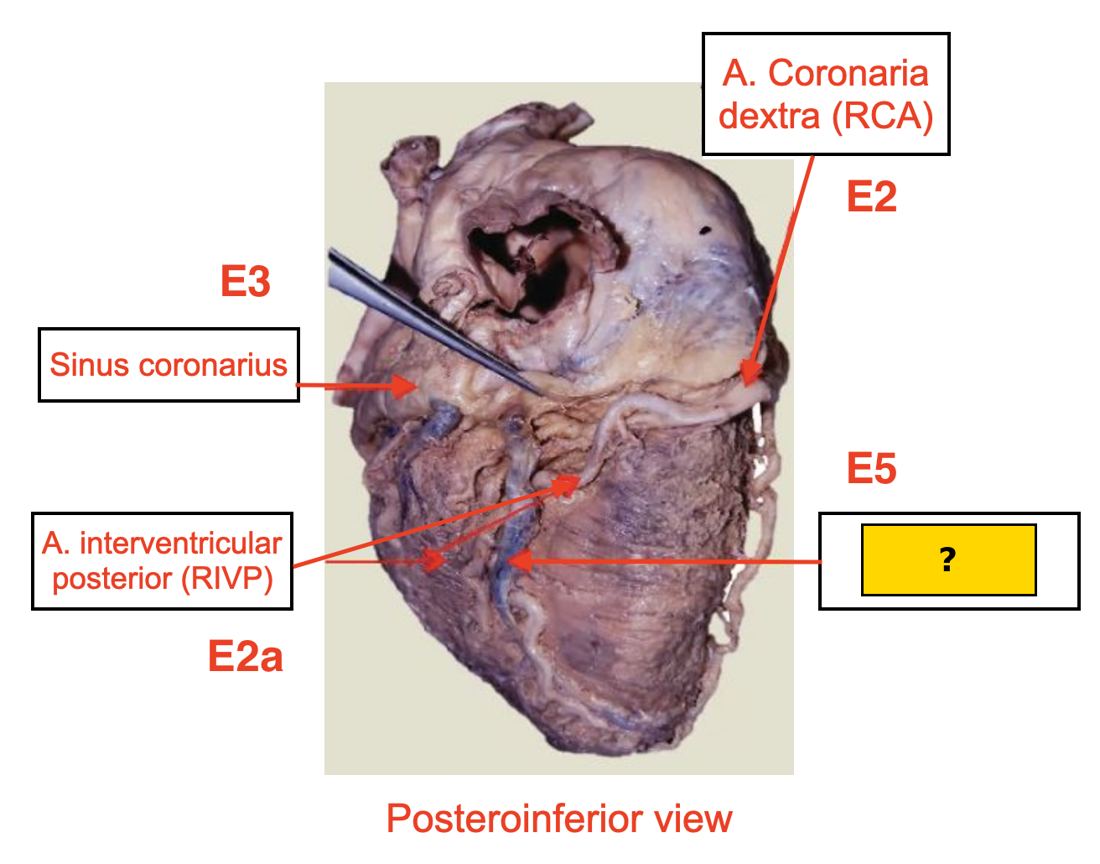 A. Coronaria
dextra (RCA)
E2
E3
Sinus coronarius
E5
A. interventricular
posterior (RIVP)
?
E2a
Posteroinferior view